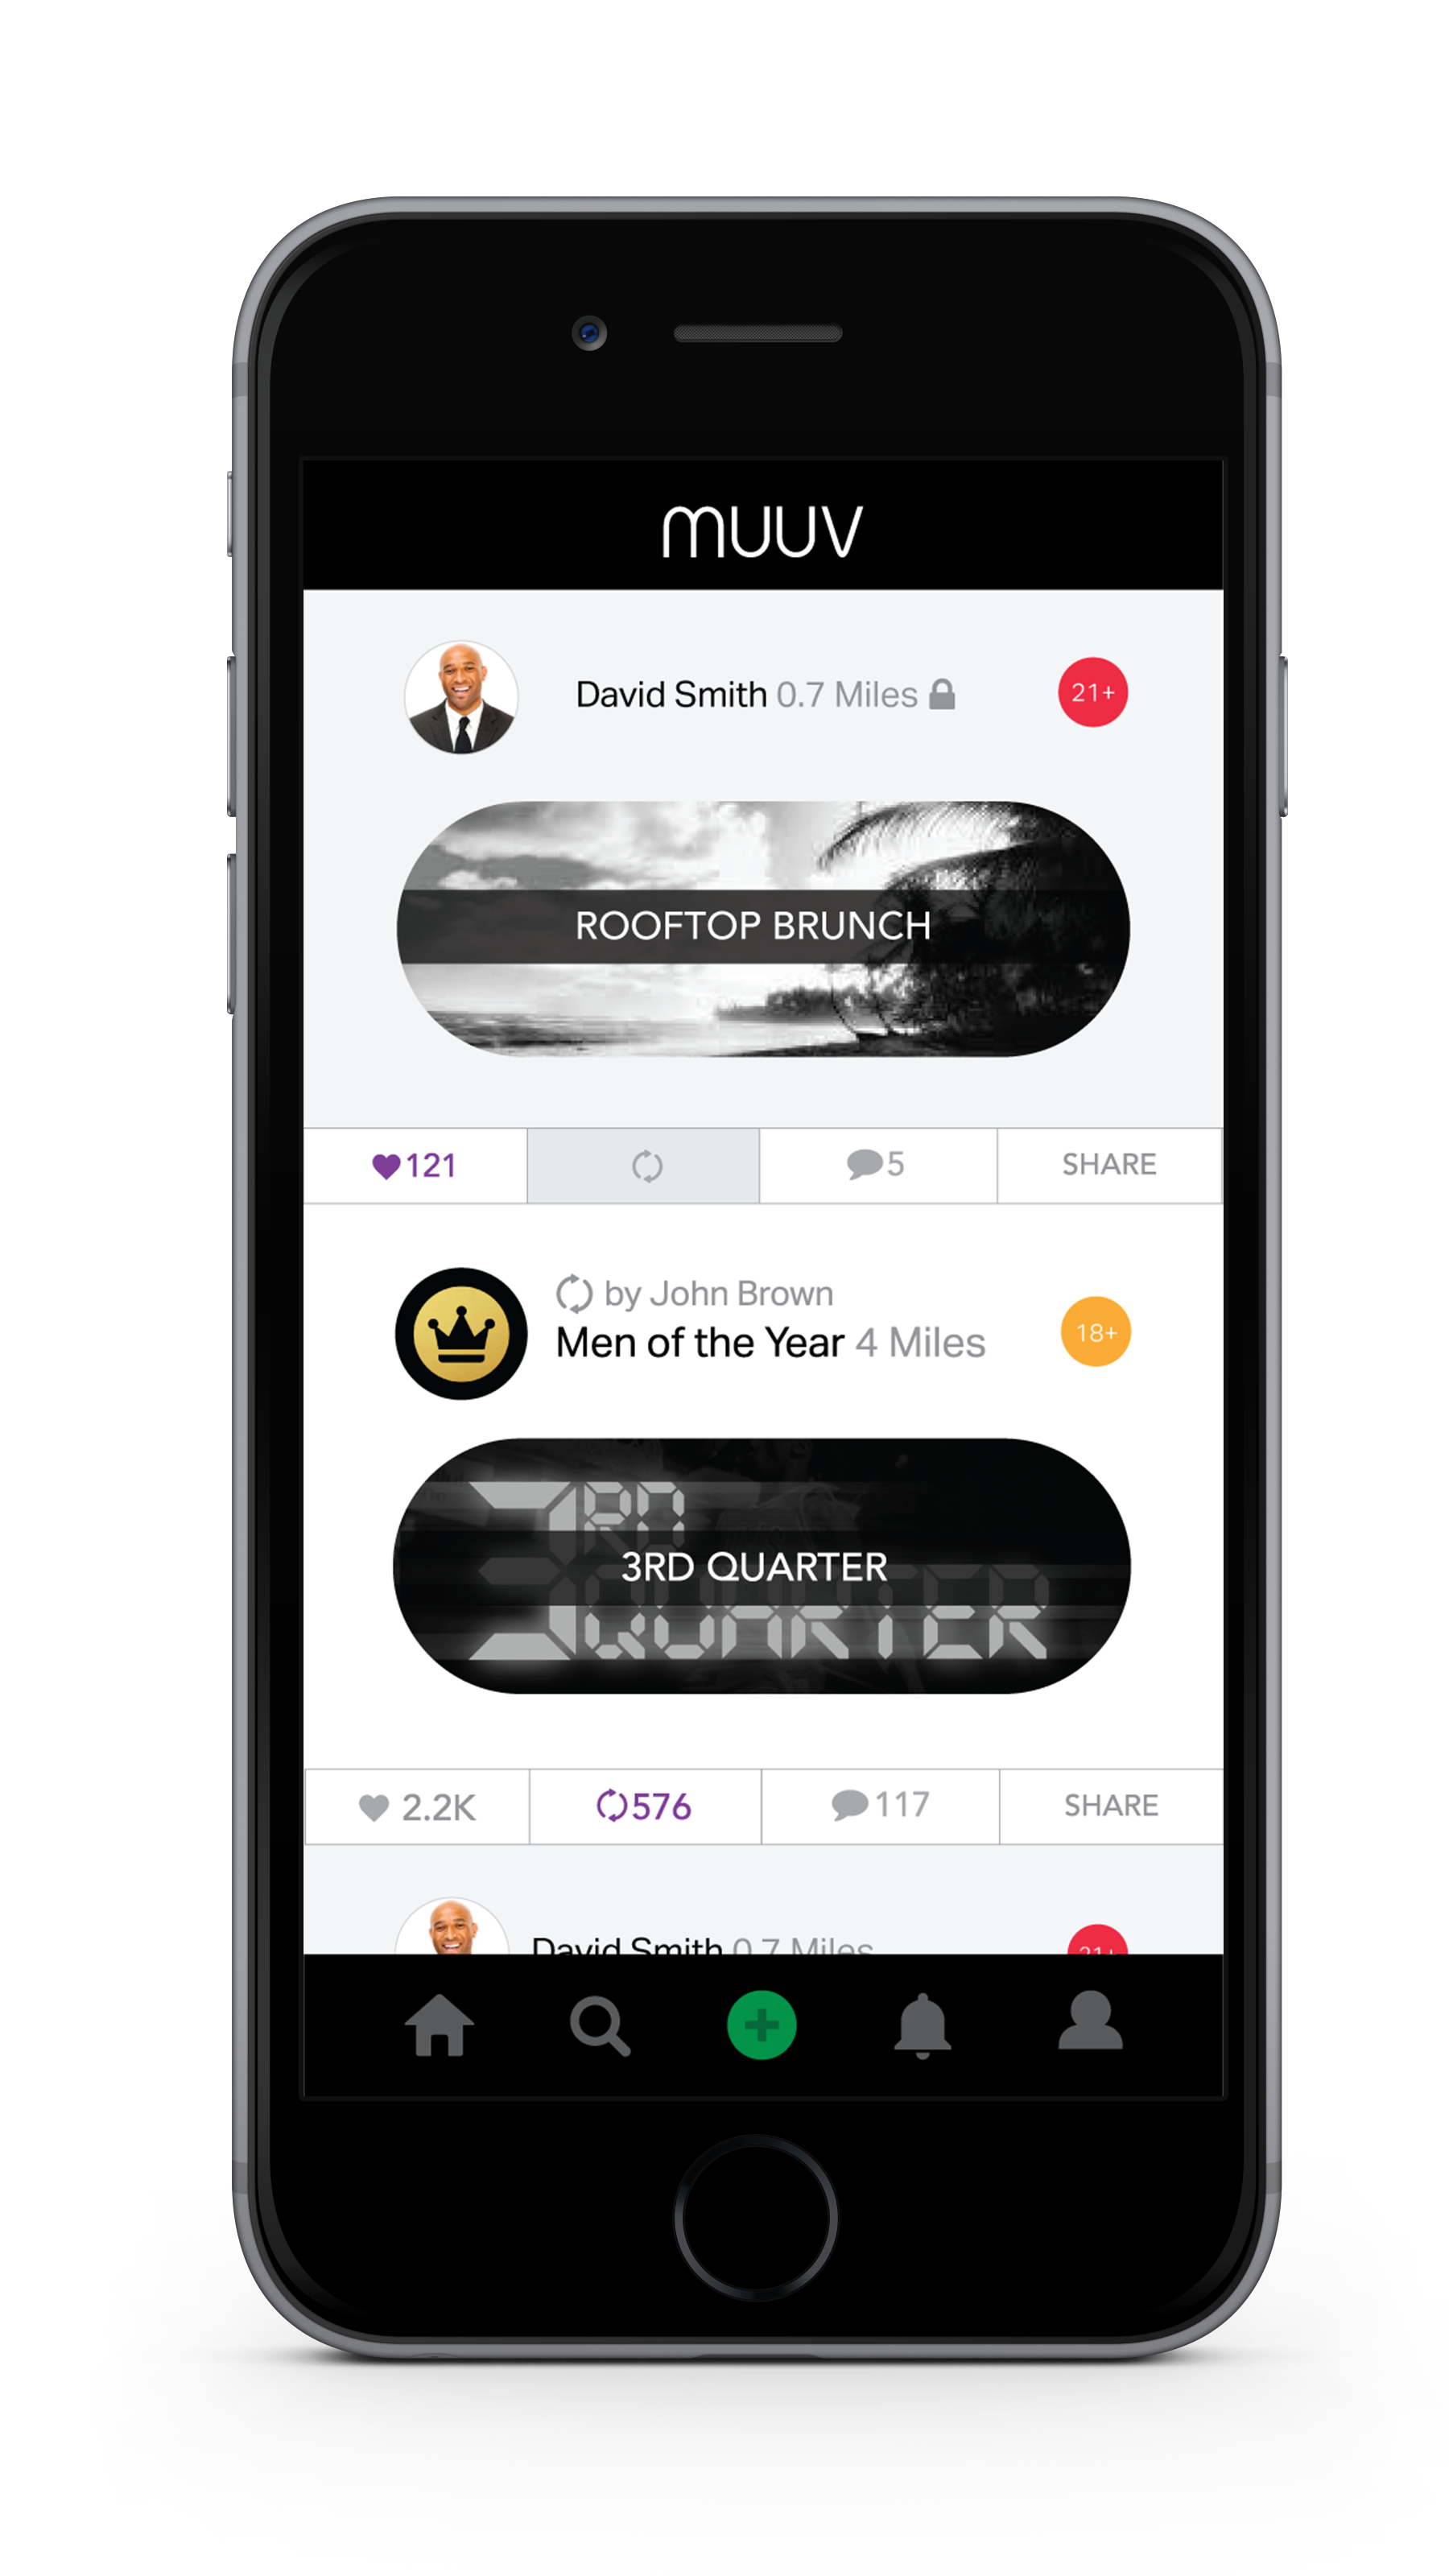 MUUV
David Smith 0.7 Miles
21+
ROOFTOP BRUNCH
121
5
SHARE
by John Brown
Men of the Year 4 Miles
18+
3RD
QUARTER
3RD QUARTER
2.2K
576
117
SHARE
David Smith 0.7 Miles
21+